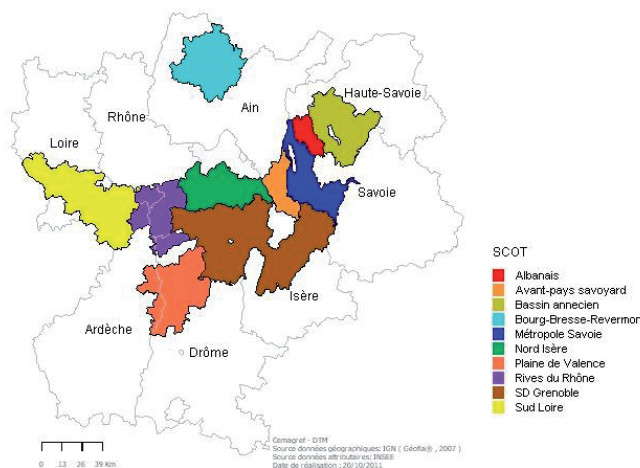 Haute-Savoie
Ain
Rhône
Loire
Savoie
Isère
Ardèche
Drôme
SCOT
Albanais
Avant-pays savoyard
Bassin annecien
Bourg-Bresse-Revermon
Métropole Savoie
Nord Isère
Plaine de Valence
Rives du Rhône
SD Grenoble
Sud Loire
0 13 26 39 Km
Cemagref - DTM
Source données géographiques: IGN ( Géofla® , 2007 )
Source données attributaires: INSEE
Date de réalisation : 20/10/2011